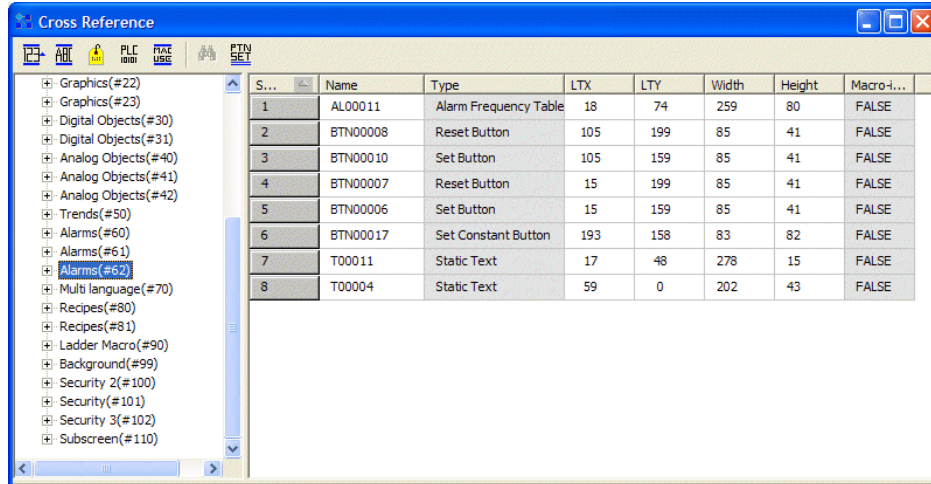 Cross Reference
123 ABC PLC 10101 MAC USE PTN SET
Graphics(#22)
Graphics(#23)
Digital Objects(#30)
Digital Objects(#31)
Analog Objects(#40)
Analog Objects(#41)
Analog Objects(#42)
Trends(#50)
Alarms(#60)
Alarms(#61)
Alarms(#62)
Multi language(#70)
Recipes(#80)
Recipes(#81)
Ladder Macro(#90)
Background(#99)
Security 2(#100)
Security(#101)
Security 3(#102)
Subscreen(#110)
S... Name Type LTX LTY Width Height Macro-i...
1 AL00011 Alarm Frequency Table 18 74 259 80 FALSE
2 BTN00008 Reset Button 105 199 85 41 FALSE
3 BTN00010 Set Button 105 159 85 41 FALSE
4 BTN00007 Reset Button 15 199 85 41 FALSE
5 BTN00006 Set Button 15 159 85 41 FALSE
6 BTN00017 Set Constant Button 193 158 83 82 FALSE
7 T00011 Static Text 17 48 278 15 FALSE
8 T00004 Static Text 59 0 202 43 FALSE